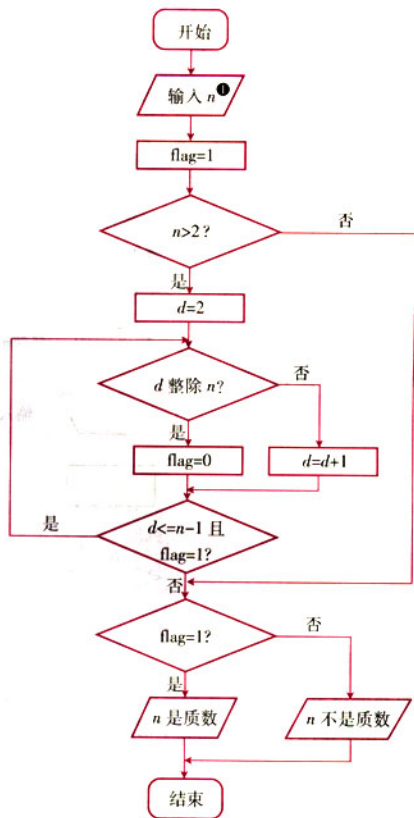 开始
输入 n❶
flag=1
n>2?
否
是
d=2
d 整除 n?
否
是
flag=0
d=d+1
是
d<=n-1 且
flag=1?
否
flag=1?
否
是
n 是质数
n 不是质数
结束